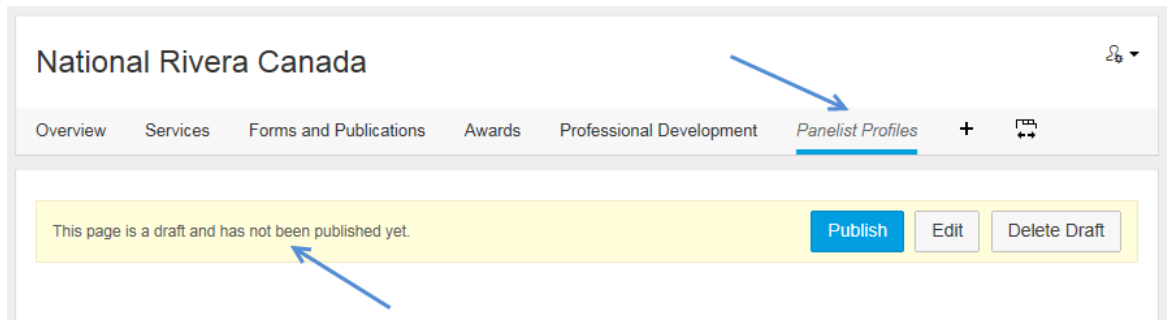 National Rivera Canada
Overview Services Forms and Publications Awards Professional Development Panelist Profiles +
This page is a draft and has not been published yet. Publish Edit Delete Draft